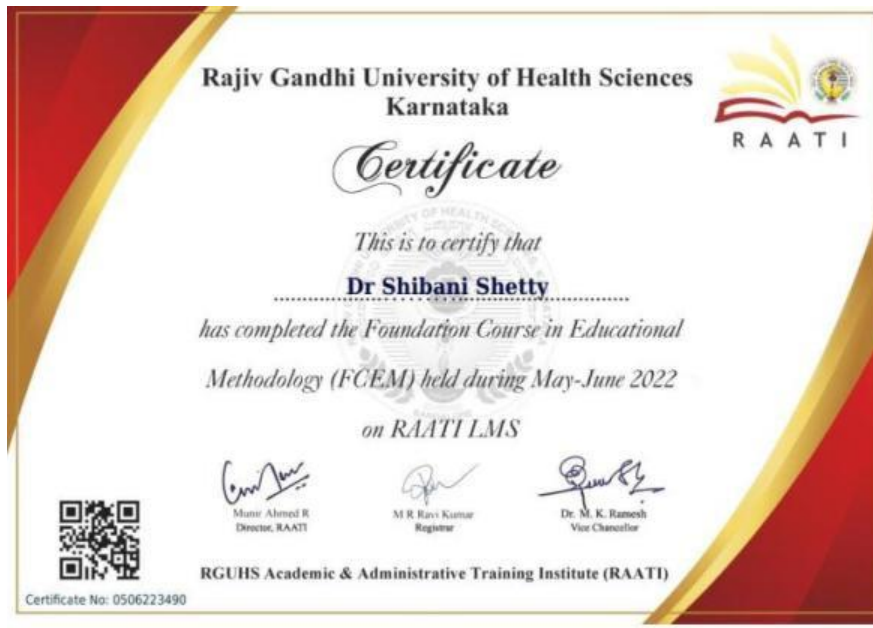 Rajiv Gandhi University of Health Sciences
Karnataka
RAATI
Certificate
This is to certify that
Dr Shibani Shetty
has completed the Foundation Course in Educational
Methodology (FCEM) held during May-June 2022
on RAATI LMS
Munir Ahmed R
Director, RAATI
M R Ravi Kumar
Registrar
Dr. M. K. Ramesh
Vice Chancellor
RGUHS Academic & Administrative Training Institute (RAATI)
Certificate No: 0506223490